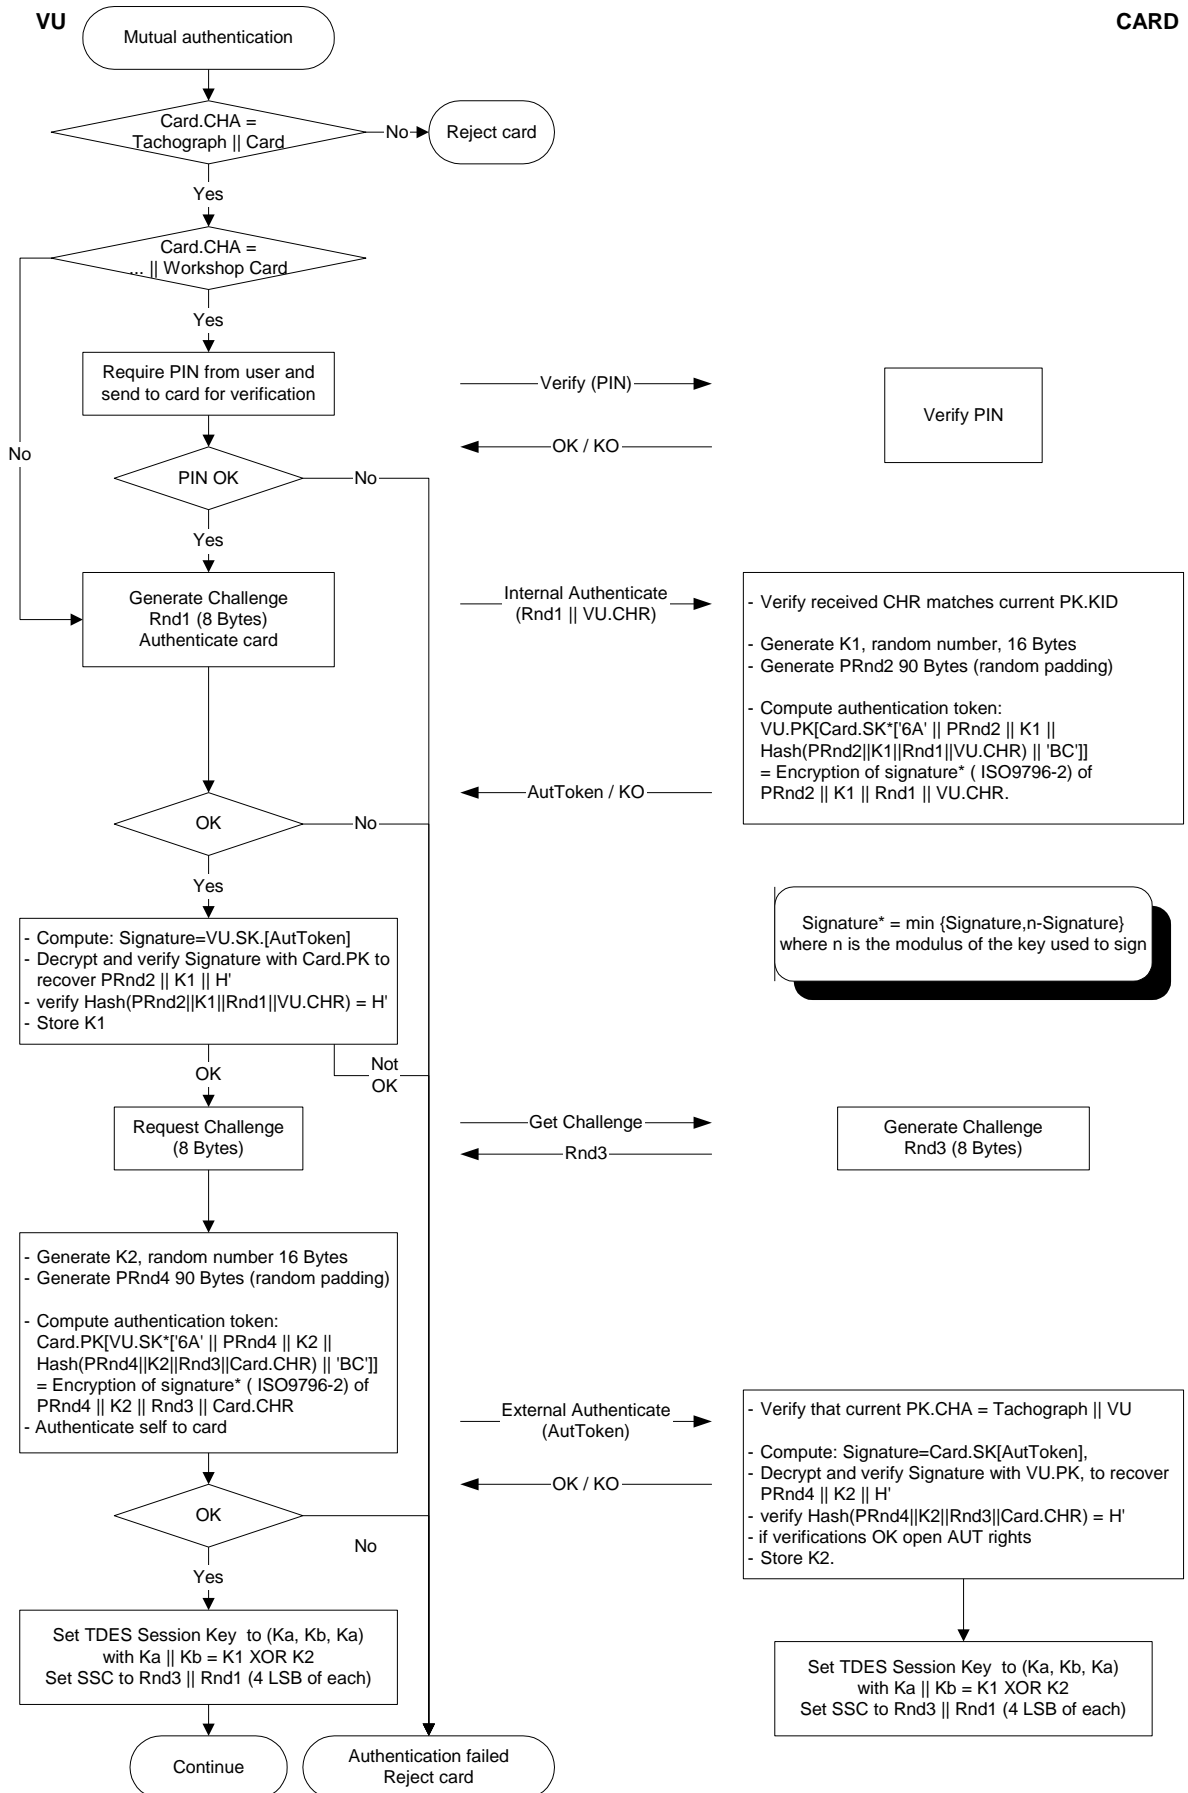 VU
CARD
Mutual authentication
Card.CHA =
Tachograph || Card
No
Reject card
Yes
Card.CHA =
... || Workshop Card
Yes
No
Require PIN from user and
send to card for verification
Verify (PIN)
Verify PIN
OK / KO
PIN OK
No
Yes
Generate Challenge
Rnd1 (8 Bytes)
Authenticate card
Internal Authenticate
(Rnd1 || VU.CHR)
- Verify received CHR matches current PK.KID
- Generate K1, random number, 16 Bytes
- Generate PRnd2 90 Bytes (random padding)
- Compute authentication token:
VU.PK[Card.SK*['6A' || PRnd2 || K1 ||
Hash(PRnd2||K1||Rnd1||VU.CHR) || 'BC']]
= Encryption of signature* ( ISO9796-2) of
PRnd2 || K1 || Rnd1 || VU.CHR.
AutToken / KO
OK
No
Yes
Signature* = min {Signature,n-Signature}
where n is the modulus of the key used to sign
- Compute: Signature=VU.SK.[AutToken]
- Decrypt and verify Signature with Card.PK to
recover PRnd2 || K1 || H'
- verify Hash(PRnd2||K1||Rnd1||VU.CHR) = H'
- Store K1
OK
Not
OK
Request Challenge
(8 Bytes)
Get Challenge
Rnd3
Generate Challenge
Rnd3 (8 Bytes)
- Generate K2, random number 16 Bytes
- Generate PRnd4 90 Bytes (random padding)
- Compute authentication token:
Card.PK[VU.SK*['6A' || PRnd4 || K2 ||
Hash(PRnd4||K2||Rnd3||Card.CHR) || 'BC']]
= Encryption of signature* ( ISO9796-2) of
PRnd4 || K2 || Rnd3 || Card.CHR
- Authenticate self to card
External Authenticate
(AutToken)
OK / KO
- Verify that current PK.CHA = Tachograph || VU
- Compute: Signature=Card.SK[AutToken],
- Decrypt and verify Signature with VU.PK, to recover
PRnd4 || K2 || H'
- verify Hash(PRnd4||K2||Rnd3||Card.CHR) = H'
- if verifications OK open AUT rights
- Store K2.
OK
No
Yes
Set TDES Session Key to (Ka, Kb, Ka)
with Ka || Kb = K1 XOR K2
Set SSC to Rnd3 || Rnd1 (4 LSB of each)
Set TDES Session Key to (Ka, Kb, Ka)
with Ka || Kb = K1 XOR K2
Set SSC to Rnd3 || Rnd1 (4 LSB of each)
Continue
Authentication failed
Reject card